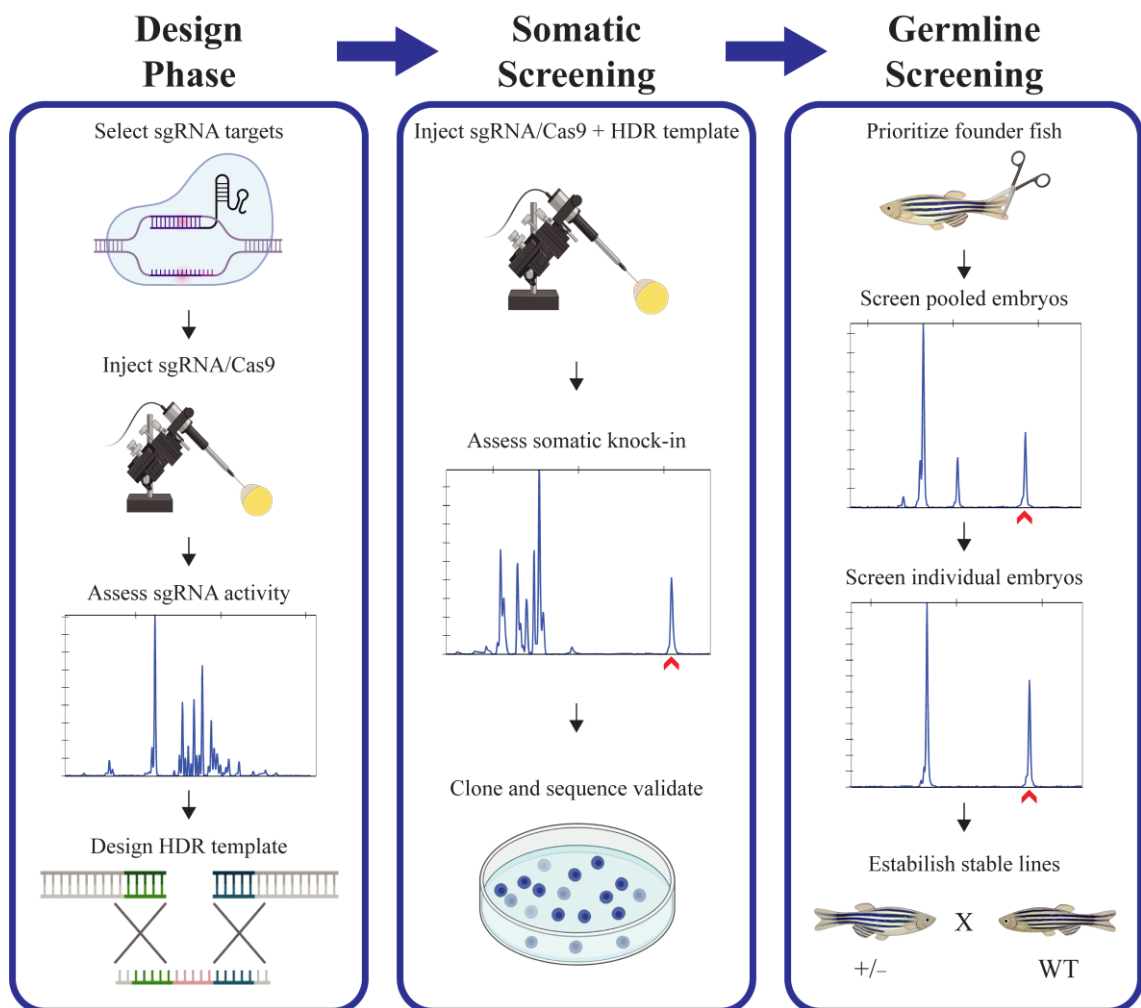 Design
Phase
Somatic
Screening
Germline
Screening
Select sgRNA targets
Inject sgRNA/Cas9
Assess sgRNA activity
Design HDR template
Inject sgRNA/Cas9 + HDR template
Assess somatic knock-in
Clone and sequence validate
Prioritize founder fish
Screen pooled embryos
Screen individual embryos
Estabilish stable lines
X
+/–
WT